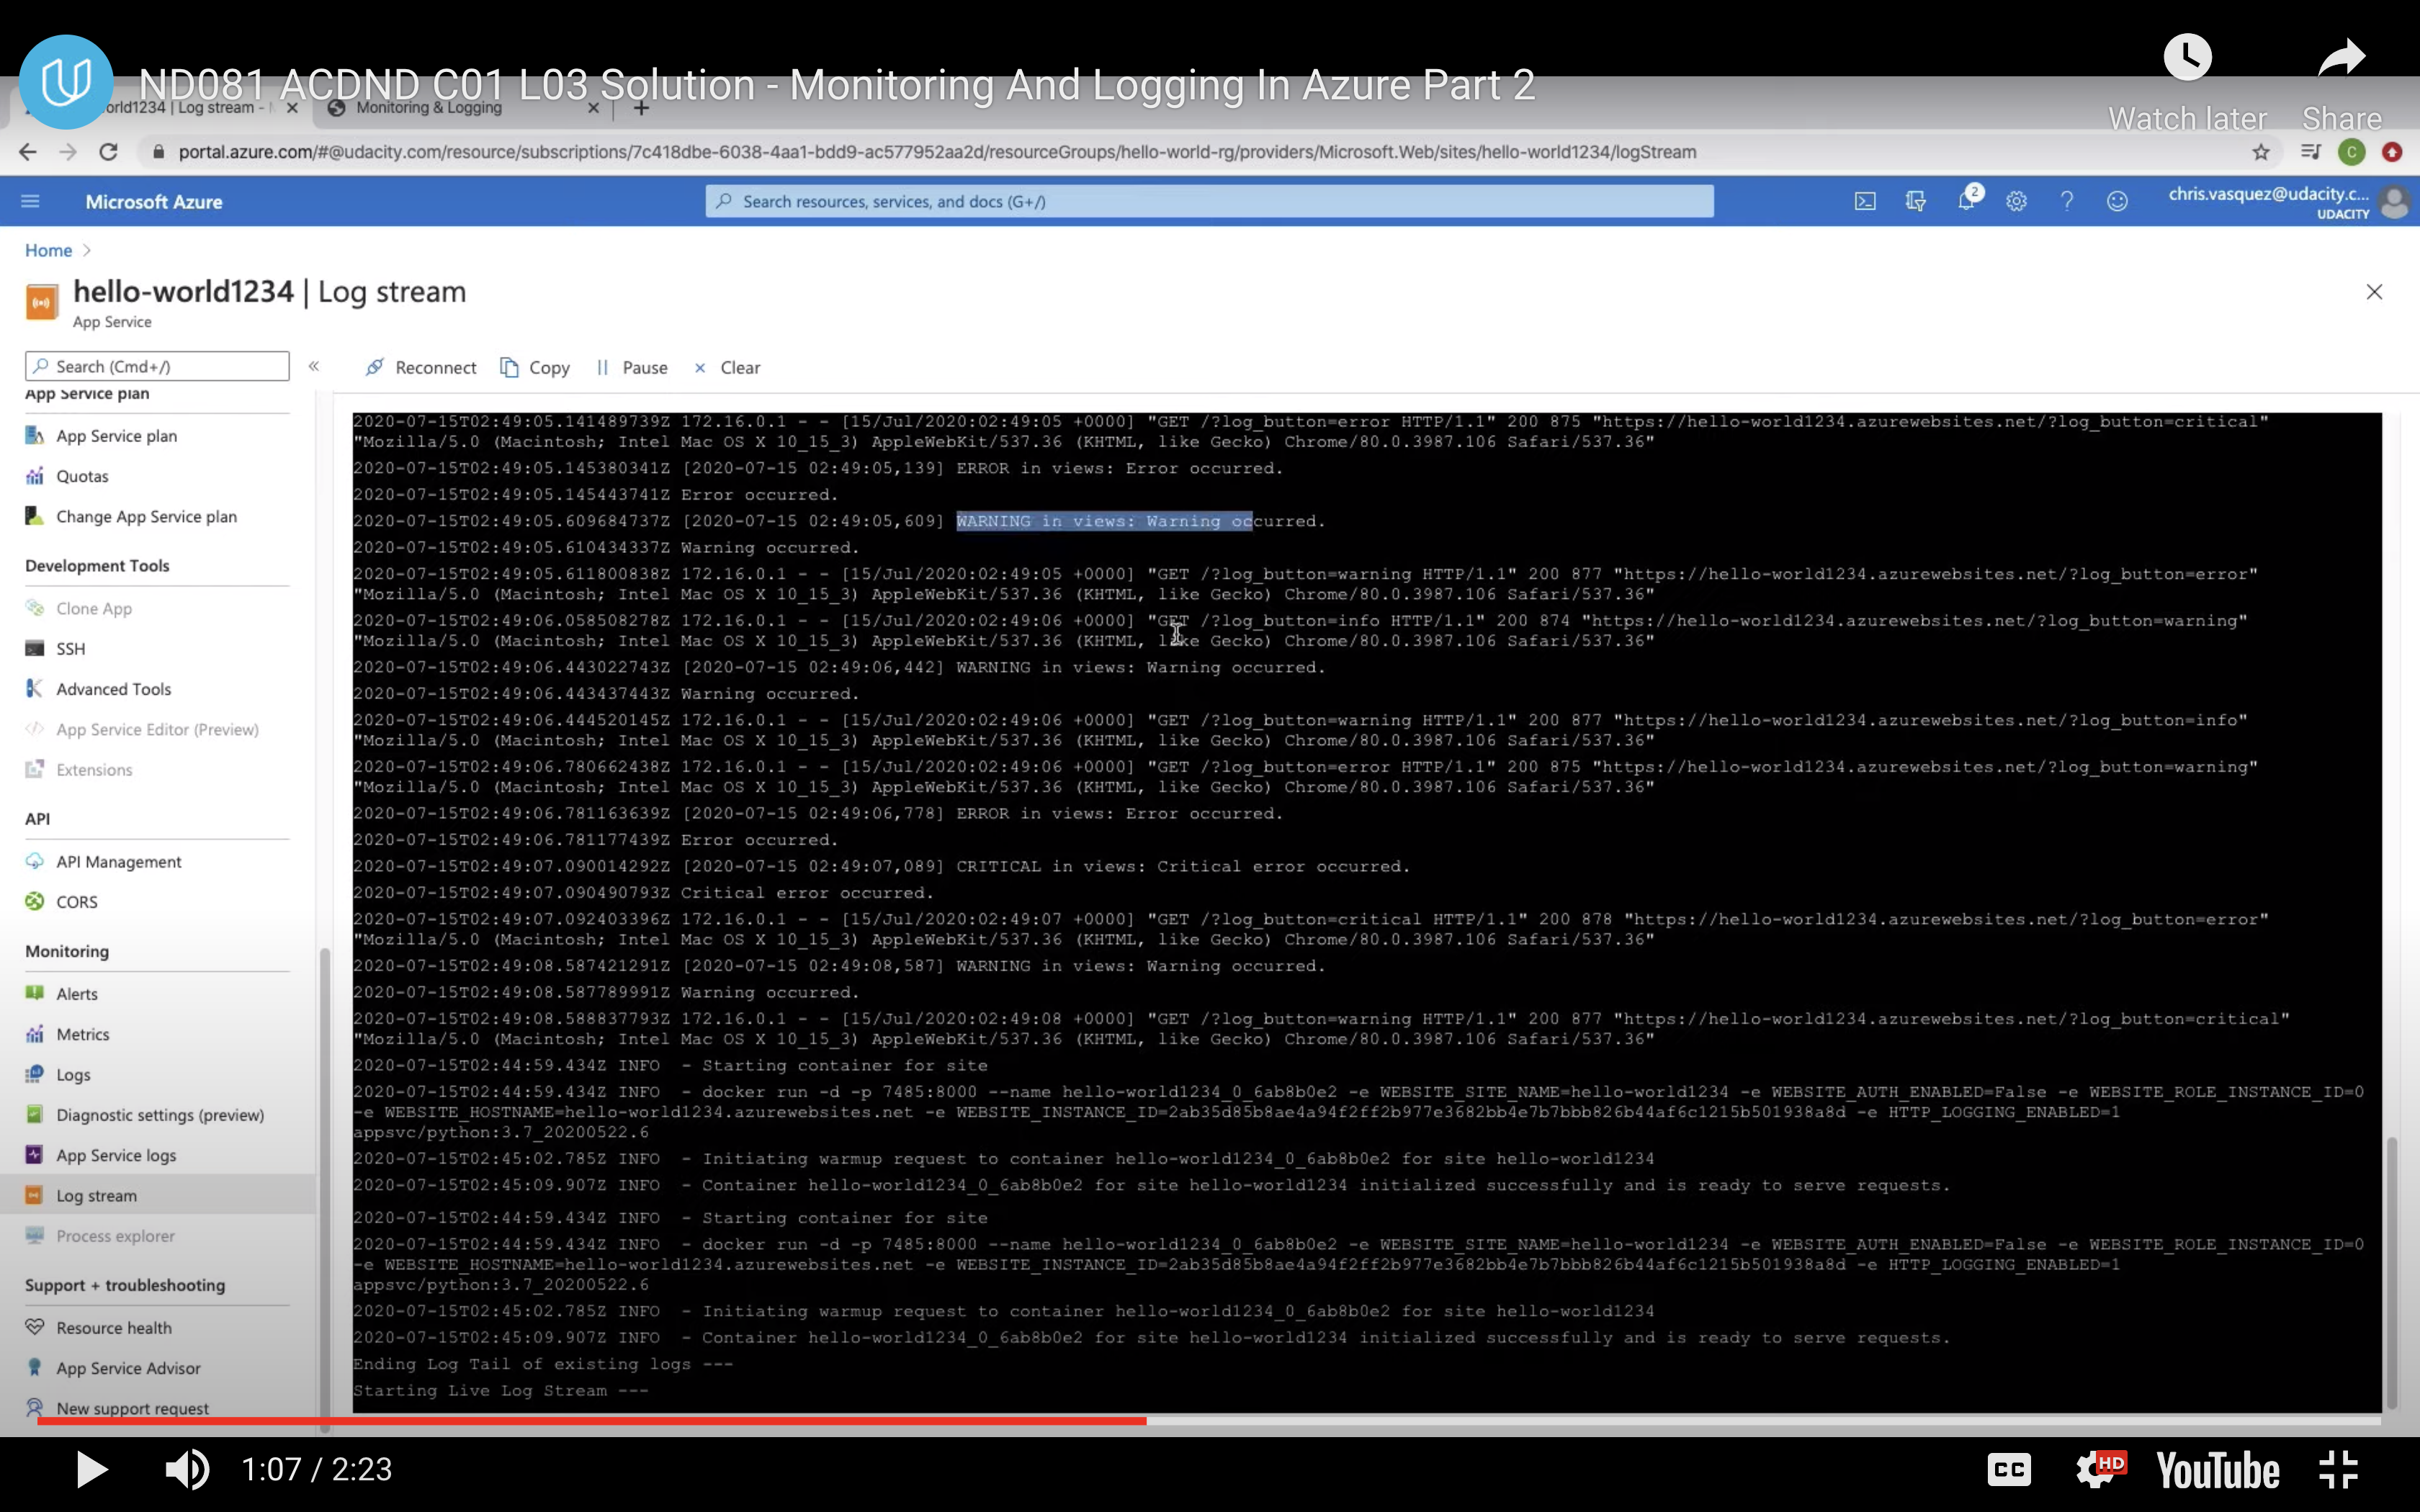 ND081 ACDND C01 L03 Solution - Monitoring And Logging In Azure Part 2
Watch later
Share
orld1234 | Log stream -
Monitoring & Logging
portal.azure.com/#@udacity.com/resource/subscriptions/7c418dbe-6038-4aa1-bdd9-ac577952aa2d/resourceGroups/hello-world-rg/providers/Microsoft.Web/sites/hello-world1234/logStream
C
Microsoft Azure
Search resources, services, and docs (G+/)
2
chris.vasquez@udacity.c...
UDACITY
Home >
hello-world1234 | Log stream
App Service
Search (Cmd+/)
«
Reconnect
Copy
Pause
Clear
App Service plan
App Service plan
Quotas
Change App Service plan
Development Tools
Clone App
SSH
Advanced Tools
App Service Editor (Preview)
Extensions
API
API Management
CORS
Monitoring
Alerts
Metrics
Logs
Diagnostic settings (preview)
App Service logs
Log stream
Process explorer
Support + troubleshooting
Resource health
App Service Advisor
New support request
2020-07-15T02:49:05.141489739Z 172.16.0.1 - - [15/Jul/2020:02:49:05 +0000] "GET /?log_button=error HTTP/1.1" 200 875 "https://hello-world1234.azurewebsites.net/?log_button=critical"
"Mozilla/5.0 (Macintosh; Intel Mac OS X 10_15_3) AppleWebKit/537.36 (KHTML, like Gecko) Chrome/80.0.3987.106 Safari/537.36"
2020-07-15T02:49:05.145380341Z [2020-07-15 02:49:05,139] ERROR in views: Error occurred.
2020-07-15T02:49:05.145443741Z Error occurred.
2020-07-15T02:49:05.609684737Z [2020-07-15 02:49:05,609] WARNING in views: Warning occurred.
2020-07-15T02:49:05.610434337Z Warning occurred.
2020-07-15T02:49:05.611800838Z 172.16.0.1 - - [15/Jul/2020:02:49:05 +0000] "GET /?log_button=warning HTTP/1.1" 200 877 "https://hello-world1234.azurewebsites.net/?log_button=error"
"Mozilla/5.0 (Macintosh; Intel Mac OS X 10_15_3) AppleWebKit/537.36 (KHTML, like Gecko) Chrome/80.0.3987.106 Safari/537.36"
2020-07-15T02:49:06.058508278Z 172.16.0.1 - - [15/Jul/2020:02:49:06 +0000] "GET /?log_button=info HTTP/1.1" 200 874 "https://hello-world1234.azurewebsites.net/?log_button=warning"
"Mozilla/5.0 (Macintosh; Intel Mac OS X 10_15_3) AppleWebKit/537.36 (KHTML, like Gecko) Chrome/80.0.3987.106 Safari/537.36"
2020-07-15T02:49:06.443022743Z [2020-07-15 02:49:06,442] WARNING in views: Warning occurred.
2020-07-15T02:49:06.443437443Z Warning occurred.
2020-07-15T02:49:06.444520145Z 172.16.0.1 - - [15/Jul/2020:02:49:06 +0000] "GET /?log_button=warning HTTP/1.1" 200 877 "https://hello-world1234.azurewebsites.net/?log_button=info"
"Mozilla/5.0 (Macintosh; Intel Mac OS X 10_15_3) AppleWebKit/537.36 (KHTML, like Gecko) Chrome/80.0.3987.106 Safari/537.36"
2020-07-15T02:49:06.780662438Z 172.16.0.1 - - [15/Jul/2020:02:49:06 +0000] "GET /?log_button=error HTTP/1.1" 200 875 "https://hello-world1234.azurewebsites.net/?log_button=warning"
"Mozilla/5.0 (Macintosh; Intel Mac OS X 10_15_3) AppleWebKit/537.36 (KHTML, like Gecko) Chrome/80.0.3987.106 Safari/537.36"
2020-07-15T02:49:06.781163639Z [2020-07-15 02:49:06,778] ERROR in views: Error occurred.
2020-07-15T02:49:06.781177439Z Error occurred.
2020-07-15T02:49:07.090014292Z [2020-07-15 02:49:07,089] CRITICAL in views: Critical error occurred.
2020-07-15T02:49:07.090490793Z Critical error occurred.
2020-07-15T02:49:07.092403396Z 172.16.0.1 - - [15/Jul/2020:02:49:07 +0000] "GET /?log_button=critical HTTP/1.1" 200 878 "https://hello-world1234.azurewebsites.net/?log_button=error"
"Mozilla/5.0 (Macintosh; Intel Mac OS X 10_15_3) AppleWebKit/537.36 (KHTML, like Gecko) Chrome/80.0.3987.106 Safari/537.36"
2020-07-15T02:49:08.587421291Z [2020-07-15 02:49:08,587] WARNING in views: Warning occurred.
2020-07-15T02:49:08.587789991Z Warning occurred.
2020-07-15T02:49:08.588837793Z 172.16.0.1 - - [15/Jul/2020:02:49:08 +0000] "GET /?log_button=warning HTTP/1.1" 200 877 "https://hello-world1234.azurewebsites.net/?log_button=critical"
"Mozilla/5.0 (Macintosh; Intel Mac OS X 10_15_3) AppleWebKit/537.36 (KHTML, like Gecko) Chrome/80.0.3987.106 Safari/537.36"
2020-07-15T02:44:59.434Z INFO  - Starting container for site
2020-07-15T02:44:59.434Z INFO  - docker run -d -p 7485:8000 --name hello-world1234_0_6ab8b0e2 -e WEBSITE_SITE_NAME=hello-world1234 -e WEBSITE_AUTH_ENABLED=False -e WEBSITE_ROLE_INSTANCE_ID=0
-e WEBSITE_HOSTNAME=hello-world1234.azurewebsites.net -e WEBSITE_INSTANCE_ID=2ab35d85b8ae4a94f2ff2b977e3682bb4e7b7bbb826b44af6c1215b501938a8d -e HTTP_LOGGING_ENABLED=1
appsvc/python:3.7_20200522.6
2020-07-15T02:45:02.785Z INFO  - Initiating warmup request to container hello-world1234_0_6ab8b0e2 for site hello-world1234
2020-07-15T02:45:09.907Z INFO  - Container hello-world1234_0_6ab8b0e2 for site hello-world1234 initialized successfully and is ready to serve requests.
2020-07-15T02:44:59.434Z INFO  - Starting container for site
2020-07-15T02:44:59.434Z INFO  - docker run -d -p 7485:8000 --name hello-world1234_0_6ab8b0e2 -e WEBSITE_SITE_NAME=hello-world1234 -e WEBSITE_AUTH_ENABLED=False -e WEBSITE_ROLE_INSTANCE_ID=0
-e WEBSITE_HOSTNAME=hello-world1234.azurewebsites.net -e WEBSITE_INSTANCE_ID=2ab35d85b8ae4a94f2ff2b977e3682bb4e7b7bbb826b44af6c1215b501938a8d -e HTTP_LOGGING_ENABLED=1
appsvc/python:3.7_20200522.6
2020-07-15T02:45:02.785Z INFO  - Initiating warmup request to container hello-world1234_0_6ab8b0e2 for site hello-world1234
2020-07-15T02:45:09.907Z INFO  - Container hello-world1234_0_6ab8b0e2 for site hello-world1234 initialized successfully and is ready to serve requests.
Ending Log Tail of existing logs ---
Starting Live Log Stream ---
1:07 / 2:23
CC
HD
YouTube